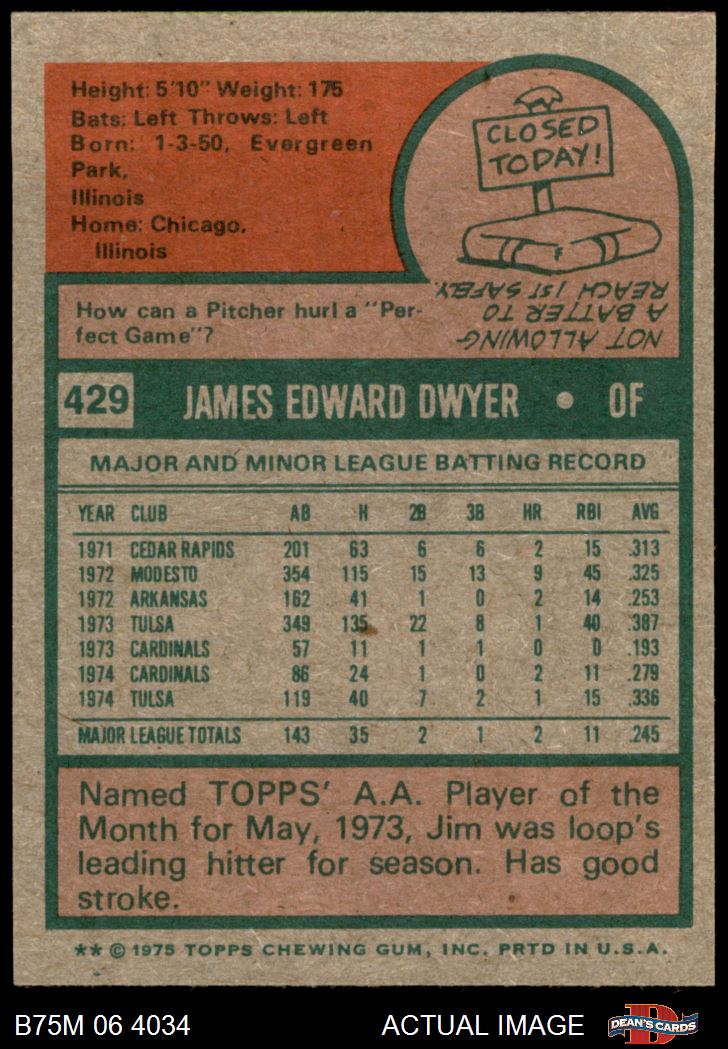 Height: 5'10" Weight: 175
Bats: Left Throws: Left
Born: 1-3-50, Evergreen
Park,
Illinois
Home: Chicago,
Illinois
CLOSED
TODAY!
How can a Pitcher hurl a "Per-
fect Game"?
NOT ALLOWING
A BATTER TO
REACH 1ST SAFELY.
429 JAMES EDWARD DWYER • OF
MAJOR AND MINOR LEAGUE BATTING RECORD
YEAR CLUB AB H 2B 3B HR RBI AVG
1971 CEDAR RAPIDS 201 63 6 6 2 15 .313
1972 MODESTO 354 115 15 13 9 45 .325
1972 ARKANSAS 162 41 1 0 2 14 .253
1973 TULSA 349 135 22 8 1 40 .387
1973 CARDINALS 57 11 1 1 0 0 .193
1974 CARDINALS 86 24 1 0 2 11 .279
1974 TULSA 119 40 7 2 1 15 .336
MAJOR LEAGUE TOTALS 143 35 2 1 2 11 .245
Named TOPPS' A.A. Player of the
Month for May, 1973, Jim was loop's
leading hitter for season. Has good
stroke.
** © 1975 TOPPS CHEWING GUM, INC. PRTD IN U.S.A.
B75M 06 4034 ACTUAL IMAGE D DEAN'S CARDS